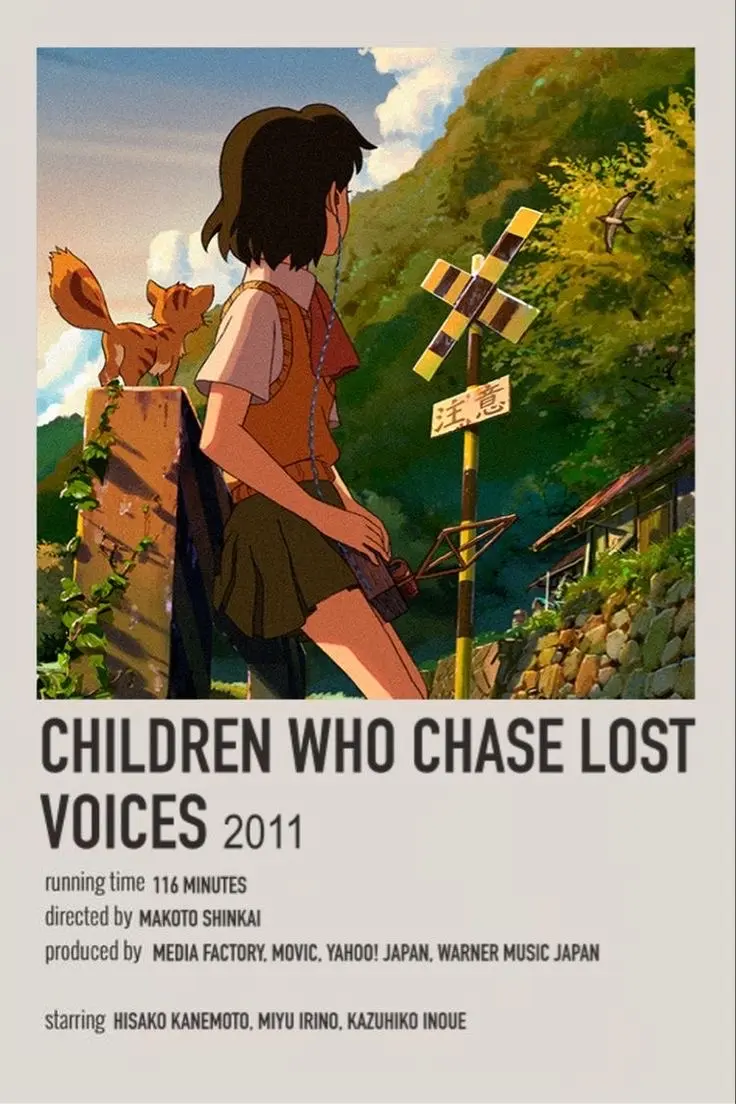 注意
CHILDREN WHO CHASE LOST
VOICES 2011
running time 116 MINUTES
directed by MAKOTO SHINKAI
produced by MEDIA FACTORY, MOVIC, YAHOO! JAPAN, WARNER MUSIC JAPAN
starring HISAKO KANEMOTO, MIYU IRINO, KAZUHIKO INOUE